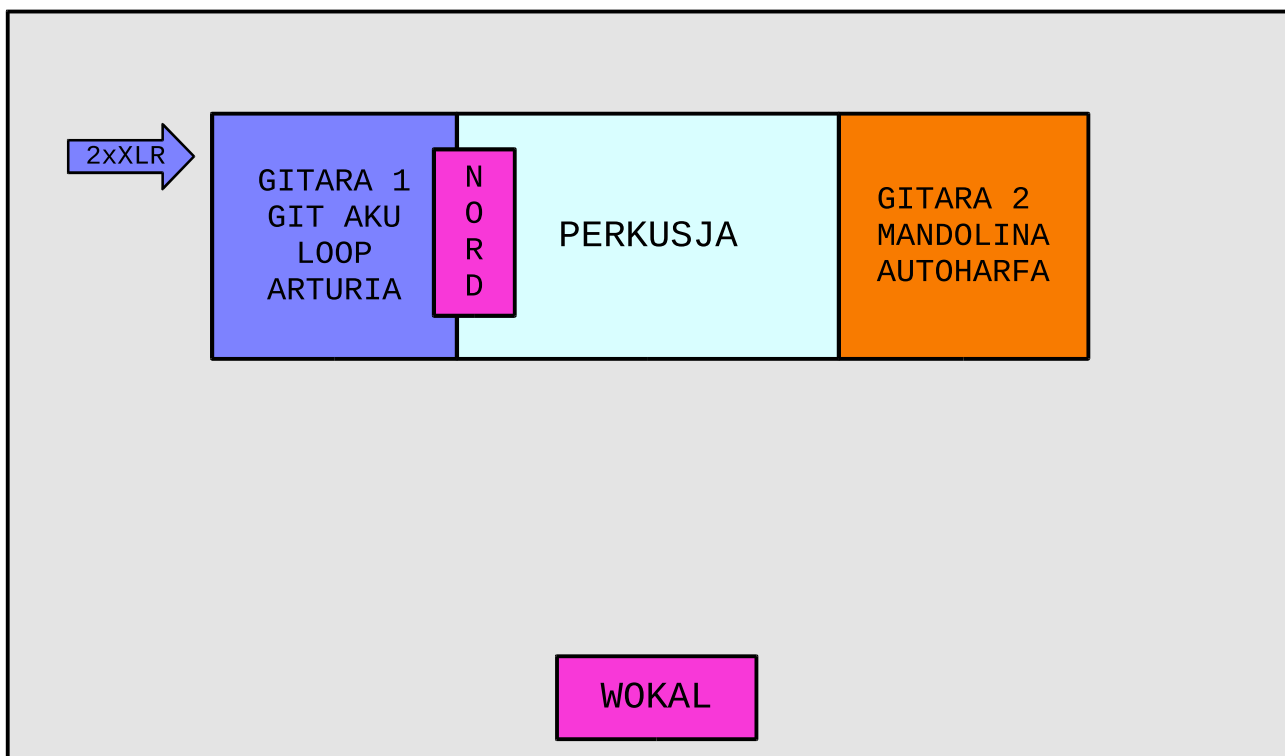 2xXLR
GITARA 1
GIT AKU
LOOP
ARTURIA
N
O
R
D
PERKUSJA
GITARA 2
MANDOLINA
AUTOHARFA
WOKAL